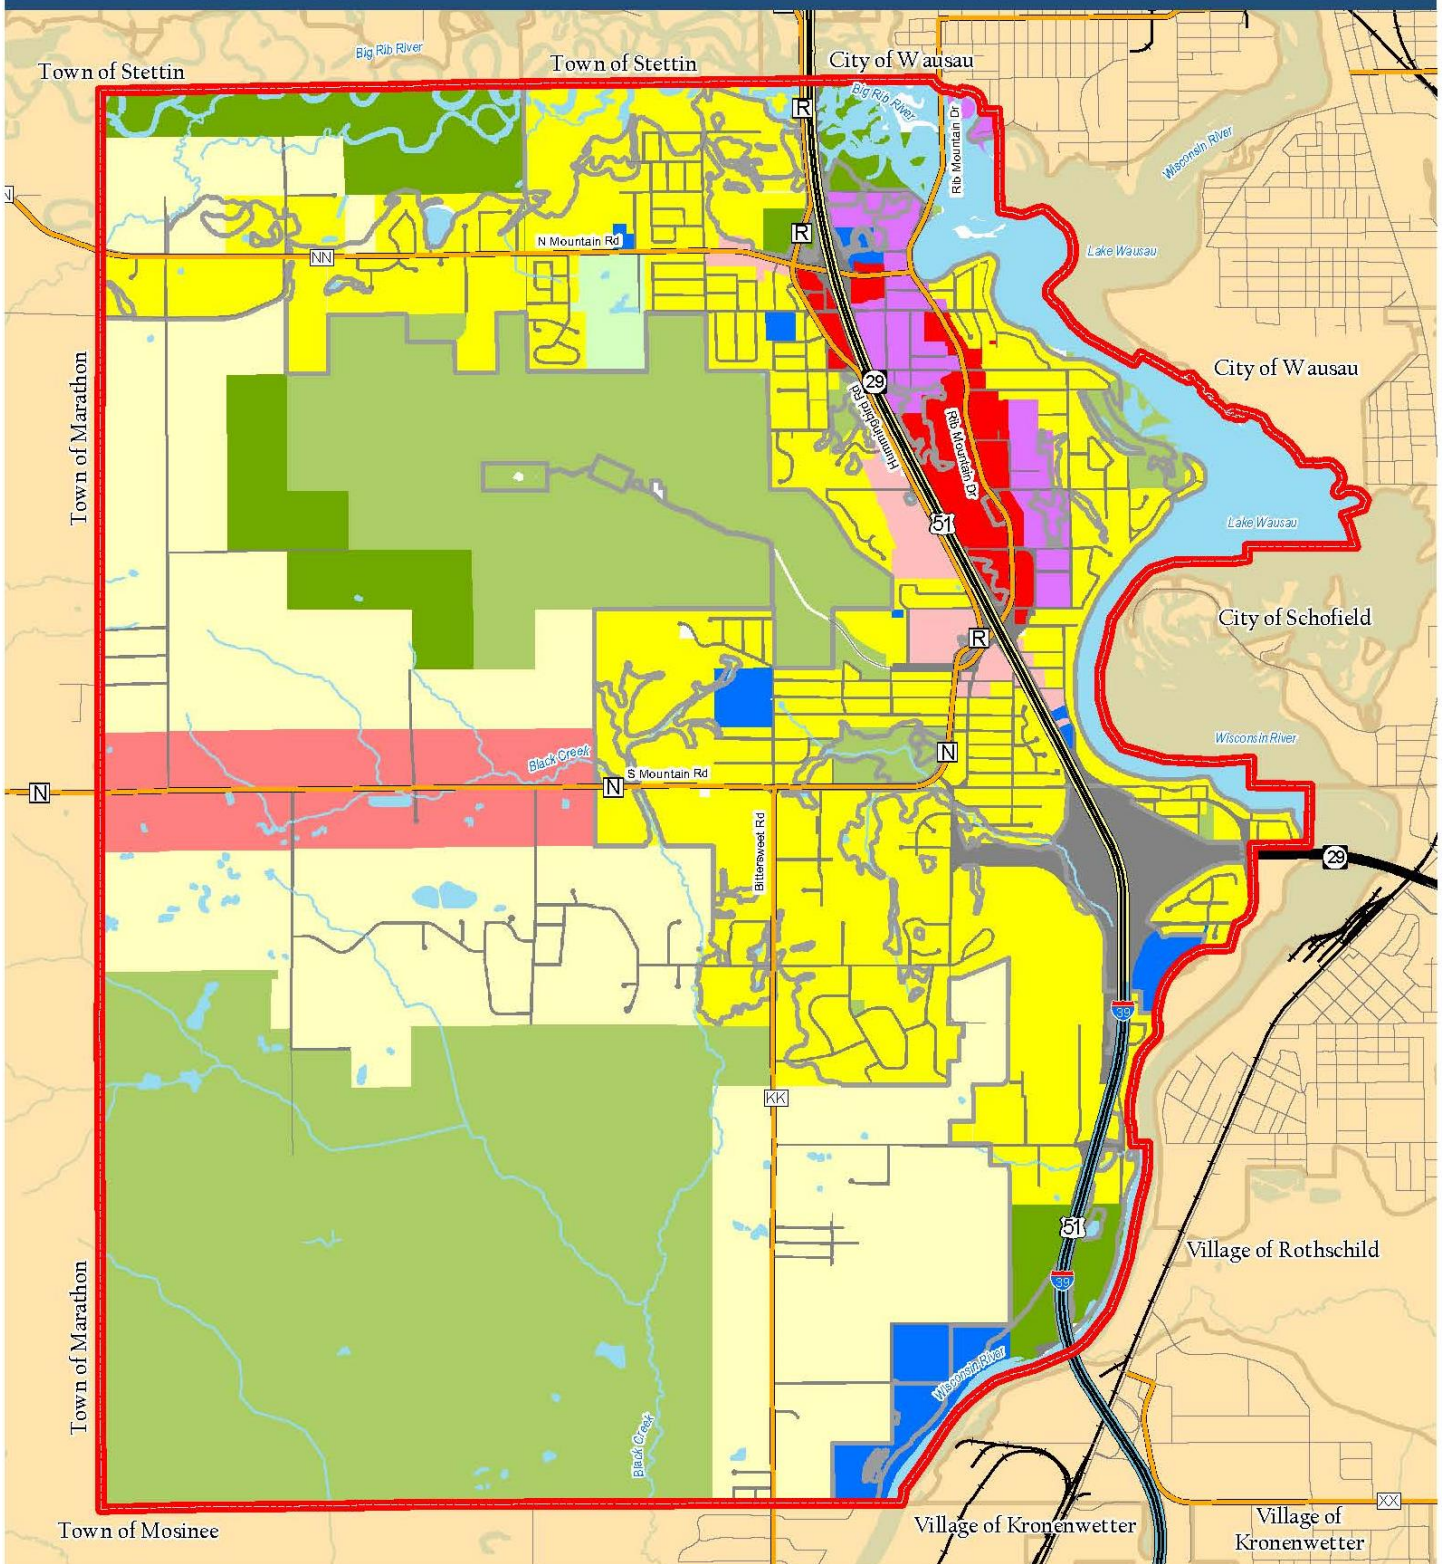 Big Rib River
Town of Stettin
Town of Stettin
City of Wausau
Big Rib River
R
Rib Mountain Dr
Wisconsin River
R
N Mountain Rd
NN
Lake Wausau
Town of Marathon
City of Wausau
29
Hummingbird Rd
Rib Mountain Dr
51
Lake Wausau
City of Schofield
R
Wisconsin River
Black Creek
N
S Mountain Rd
N
N
Bittersweet Rd
29
39
KK
51
Village of Rothschild
39
Town of Marathon
Wisconsin River
Black Creek
XX
Town of Mosinee
Village of Kronenwetter
Village of
Kronenwetter